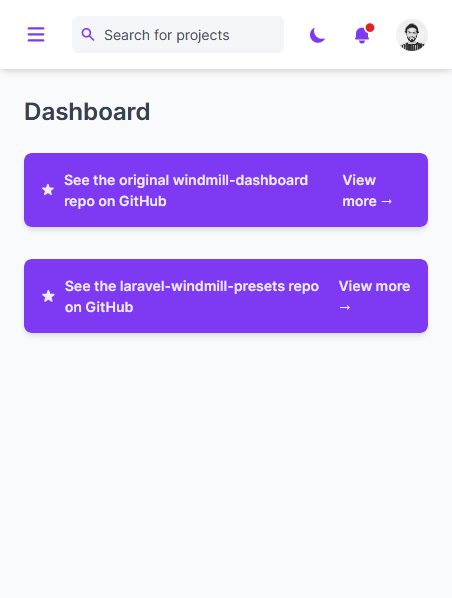 Search for projects
Dashboard
See the original windmill-dashboard
repo on GitHub
View
more →
See the laravel-windmill-presets repo
on GitHub
View more
→